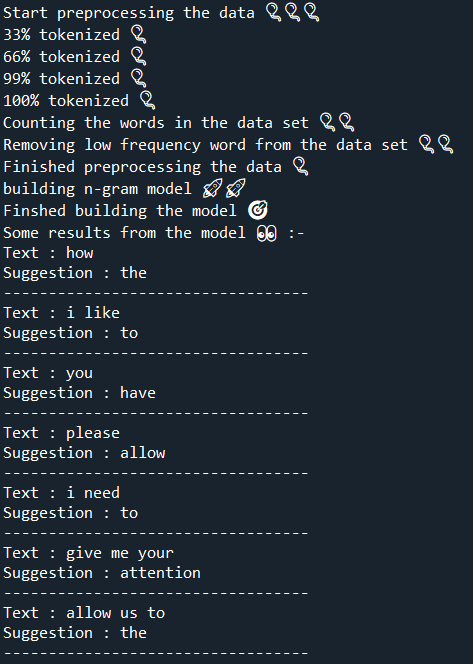 Start preprocessing the data 🎈🎈🎈
33% tokenized 🎈
66% tokenized 🎈
99% tokenized 🎈
100% tokenized 🎈
Counting the words in the data set 🎈🎈
Removing low frequency word from the data set 🎈🎈
Finished preprocessing the data 🎈
building n-gram model 🚀🚀
Finshed building the model 🎯
Some results from the model 👀 :-
Text : how
Suggestion : the
----------------------------------
Text : i like
Suggestion : to
----------------------------------
Text : you
Suggestion : have
----------------------------------
Text : please
Suggestion : allow
----------------------------------
Text : i need
Suggestion : to
----------------------------------
Text : give me your
Suggestion : attention
----------------------------------
Text : allow us to
Suggestion : the
----------------------------------